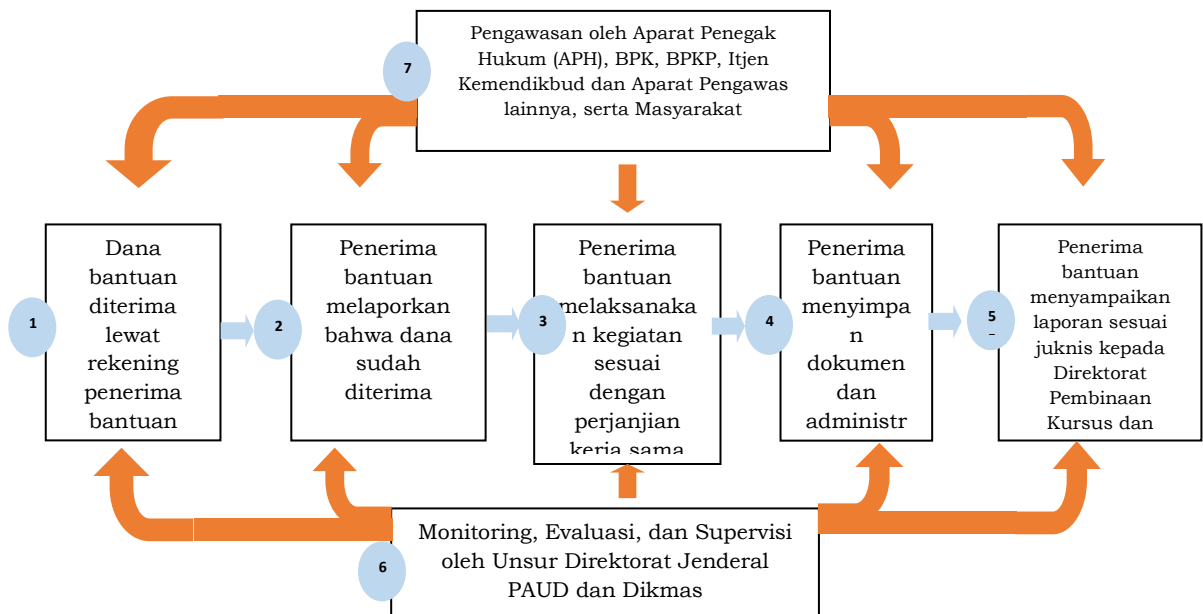 7
Pengawasan oleh Aparat Penegak
Hukum (APH), BPK, BPKP, Itjen
Kemendikbud dan Aparat Pengawas
lainnya, serta Masyarakat
1
Dana
bantuan
diterima
lewat
rekening
penerima
bantuan
2
Penerima
bantuan
melaporkan
bahwa dana
sudah
diterima
3
Penerima
bantuan
melaksanaka
n kegiatan
sesuai
dengan
perjanjian
kerja sama
4
Penerima
bantuan
menyimpa
n
dokumen
dan
administr
5
Penerima
bantuan
menyampaikan
laporan sesuai
juknis kepada
Direktorat
Pembinaan
Kursus dan
6
Monitoring, Evaluasi, dan Supervisi
oleh Unsur Direktorat Jenderal
PAUD dan Dikmas